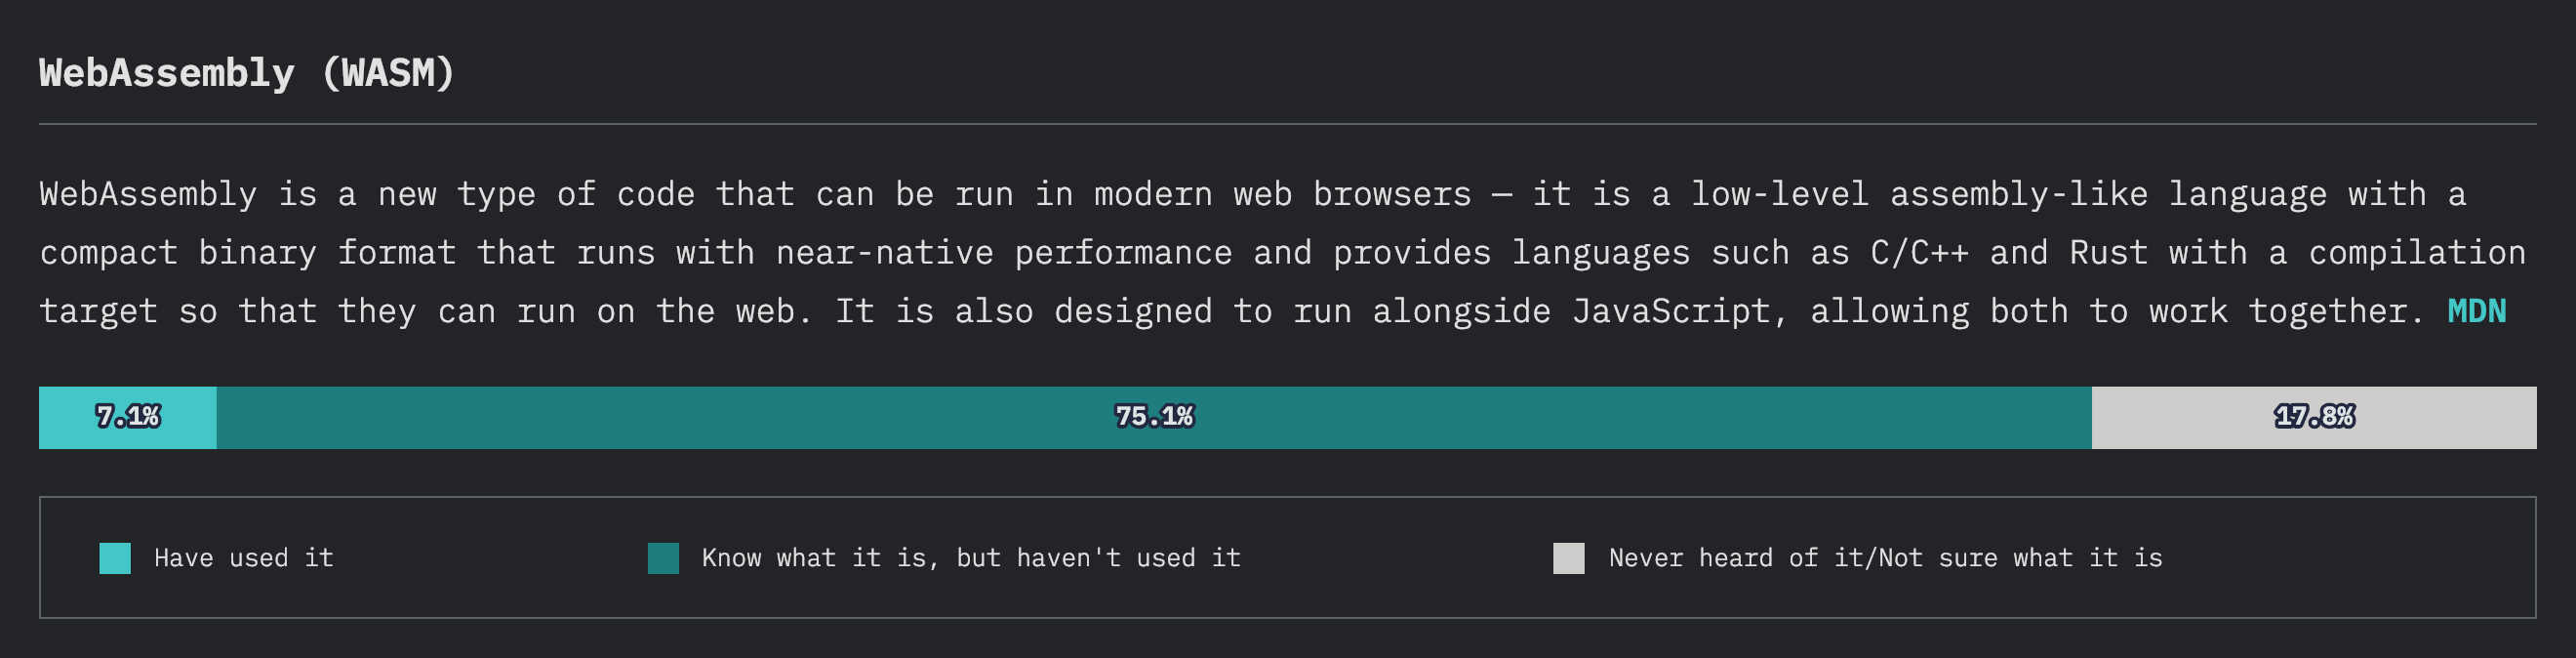 WebAssembly (WASM)
WebAssembly is a new type of code that can be run in modern web browsers — it is a low-level assembly-like language with a
compact binary format that runs with near-native performance and provides languages such as C/C++ and Rust with a compilation
target so that they can run on the web. It is also designed to run alongside JavaScript, allowing both to work together. MDN
7.1% 75.1% 17.8%
Have used it Know what it is, but haven't used it Never heard of it/Not sure what it is